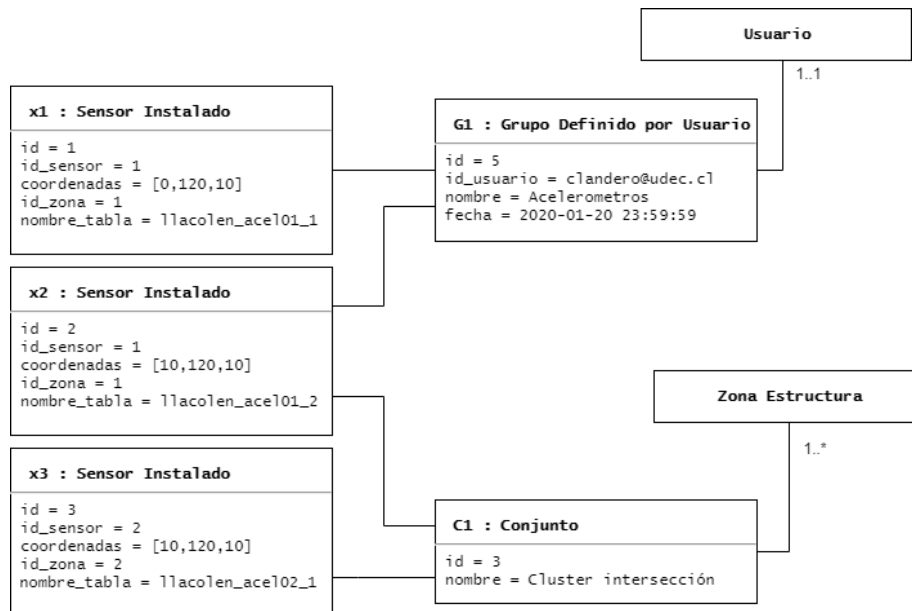 Usuario
1..1
x1 : Sensor Instalado
id = 1
id_sensor = 1
coordenadas = [0,120,10]
id_zona = 1
nombre_tabla = llacolen_acel01_1
G1 : Grupo Definido por Usuario
id = 5
id_usuario = clandero@udec.cl
nombre = Acelerometros
fecha = 2020-01-20 23:59:59
x2 : Sensor Instalado
id = 2
id_sensor = 1
coordenadas = [10,120,10]
id_zona = 1
nombre_tabla = llacolen_acel01_2
Zona Estructura
1..*
x3 : Sensor Instalado
id = 3
id_sensor = 2
coordenadas = [10,120,10]
id_zona = 2
nombre_tabla = llacolen_acel02_1
C1 : Conjunto
id = 3
nombre = Cluster intersección